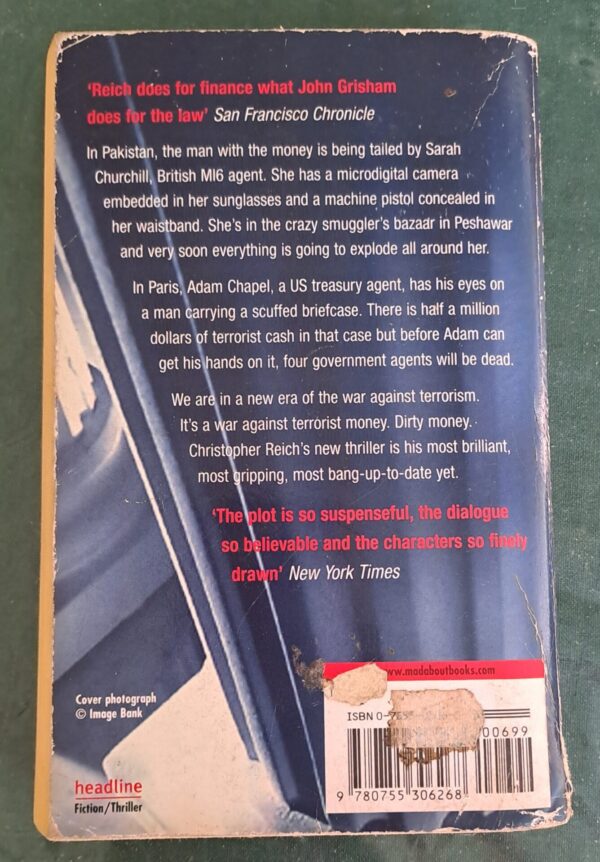 ‘Reich does for finance what John Grisham
does for the law’ San Francisco Chronicle
In Pakistan, the man with the money is being tailed by Sarah
Churchill, British MI6 agent. She has a microdigital camera
embedded in her sunglasses and a machine pistol concealed in
her waistband. She's in the crazy smuggler's bazaar in Peshawar
and very soon everything is going to explode all around her.
In Paris, Adam Chapel, a US treasury agent, has his eyes on
a man carrying a scuffed briefcase. There is half a million
dollars of terrorist cash in that case but before Adam can
get his hands on it, four government agents will be dead.
We are in a new era of the war against terrorism.
It's a war against terrorist money. Dirty money.
Christopher Reich's new thriller is his most brilliant,
most gripping, most bang-up-to-date yet.
‘The plot is so suspenseful, the dialogue
so believable and the characters so finely
drawn’ New York Times
www.madaboutbooks.com
Cover photograph
© Image Bank
ISBN
00699
9 780755 306268
headline
Fiction/Thriller